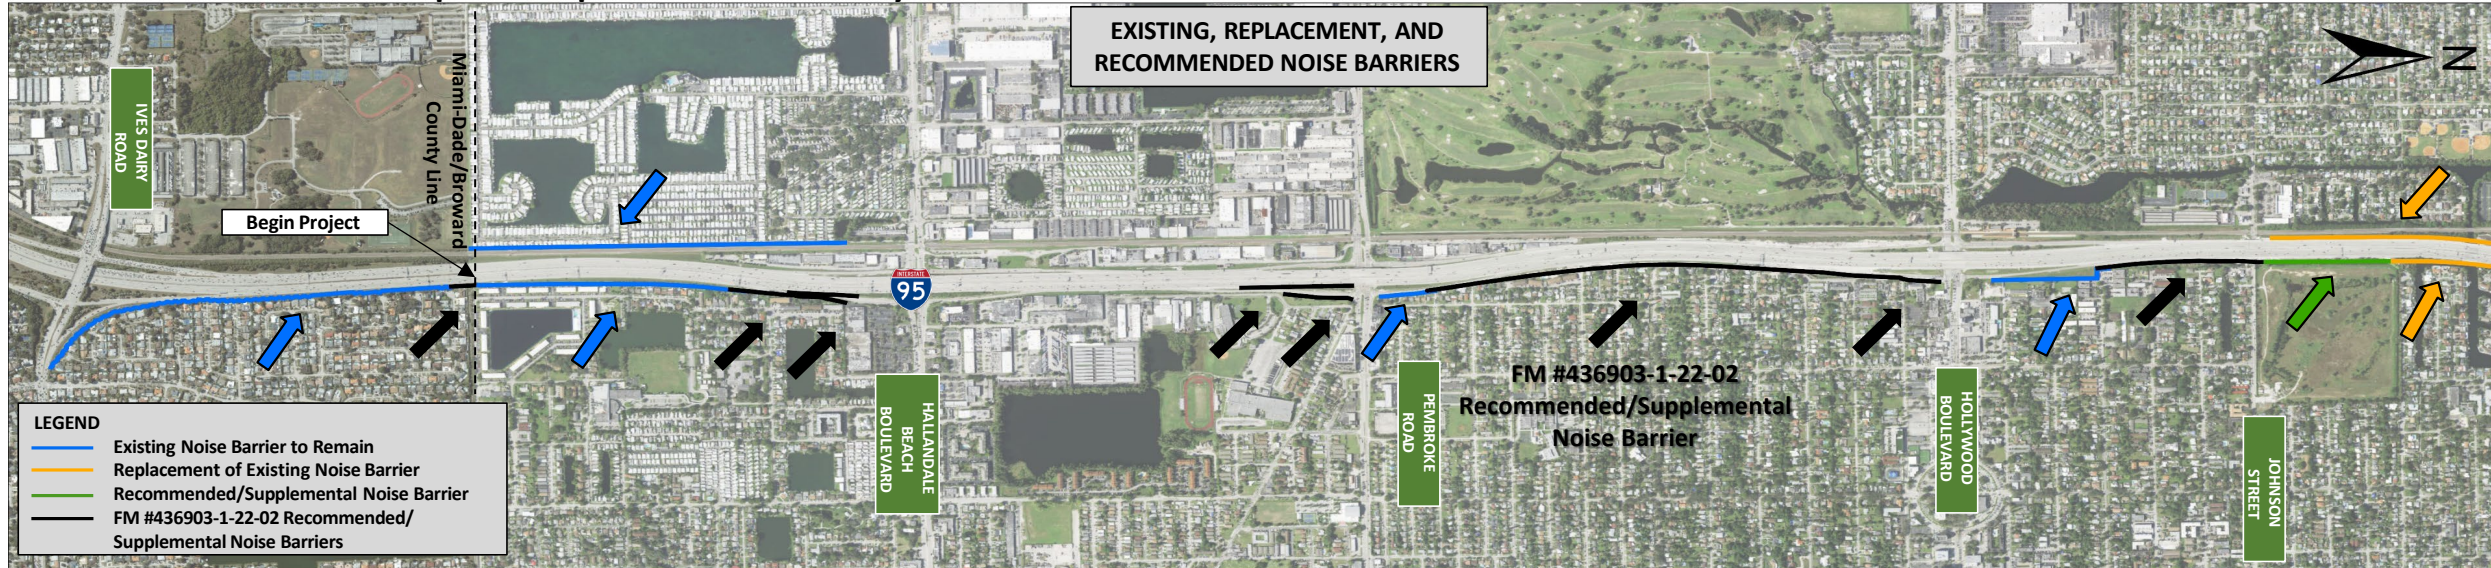 EXISTING, REPLACEMENT, AND
RECOMMENDED NOISE BARRIERS
N
IVES DAIRY
ROAD
Miami-Dade/Broward
County Line
Begin Project
INTERSTATE
95
HALLANDALE
BEACH
BOULEVARD
PEMBROKE
ROAD
FM #436903-1-22-02
Recommended/Supplemental
Noise Barrier
HOLLYWOOD
BOULEVARD
JOHNSON
STREET
LEGEND
Existing Noise Barrier to Remain
Replacement of Existing Noise Barrier
Recommended/Supplemental Noise Barrier
FM #436903-1-22-02 Recommended/
Supplemental Noise Barriers